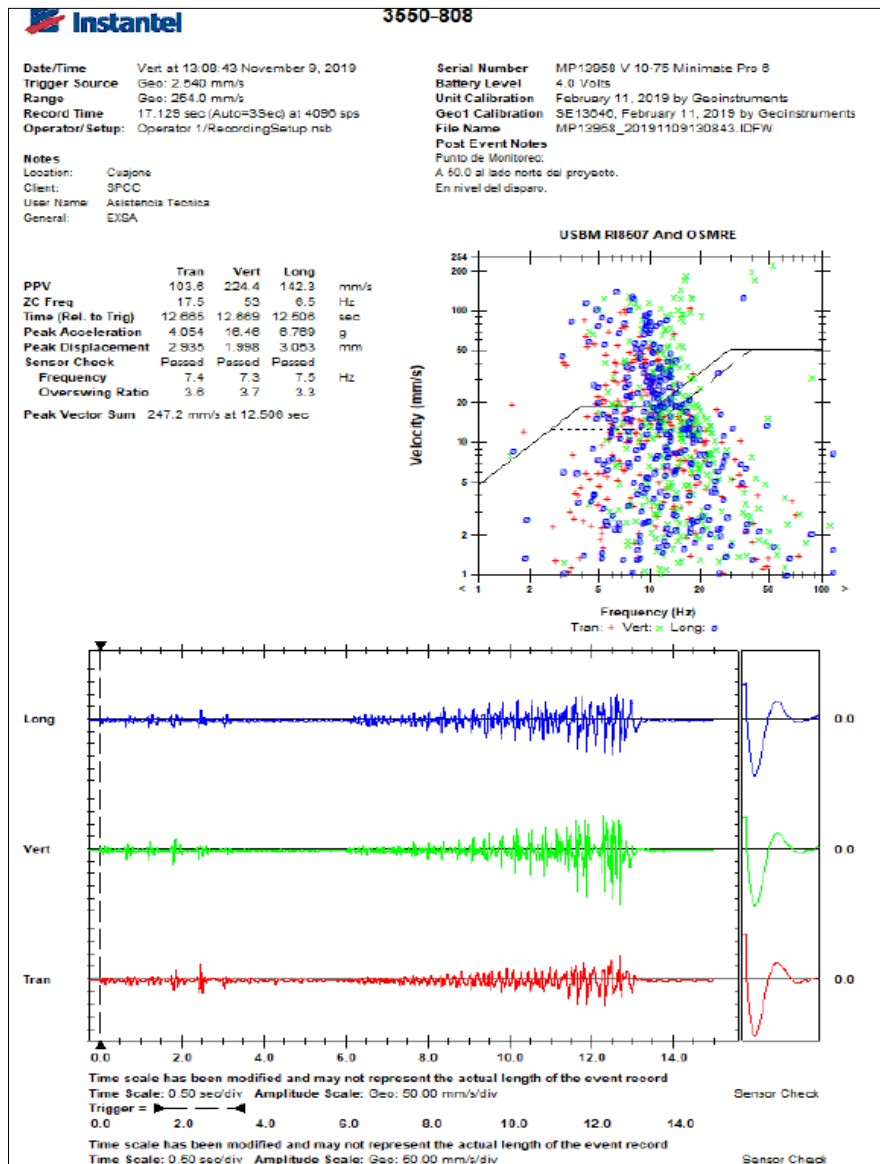 Instantel
3550-808
Date/Time Vert at 13:08:43 November 9, 2019
Trigger Source Geo: 2.540 mm/s
Range Geo: 254.0 mm/s
Record Time 17.129 sec (Auto=3Sec) at 4096 sps
Operator/Setup: Operator 1/RecordingSetup.nsb
Serial Number MP13958 V 10-75 Minimate Pro 6
Battery Level 4.0 Volts
Unit Calibration February 11, 2019 by Geoinstruments
Geo1 Calibration SE13646, February 11, 2019 by Geoinstruments
File Name MP13958_20191109130843.IDFW
Post Event Notes
Punto de Monitoreo:
A 50.0 al lado norte del proyecto.
En nivel del disparo.
Notes
Location: Cuajone
Client: SPCC
User Name: Asistencia Tecnica
General: EXSA
Tran Vert Long
PPV 103.6 224.4 142.3 mm/s
ZC Freq 17.5 53 6.5 Hz
Time (Rel. to Trig) 12.665 12.669 12.506 sec
Peak Acceleration 4.054 16.46 6.769 g
Peak Displacement 2.935 1.998 3.053 mm
Sensor Check Passed Passed Passed
Frequency 7.4 7.3 7.5 Hz
Overswing Ratio 3.6 3.7 3.3
Peak Vector Sum 247.2 mm/s at 12.506 sec
USBM RI8507 And OSMRE
254
200
100
50
20
10
5
2
1
Velocity (mm/s)
< 1 2 5 10 20 50 100 >
Frequency (Hz)
Tran: + Vert: x Long: ø
Long 0.0
Vert 0.0
Tran 0.0
0.0 2.0 4.0 6.0 8.0 10.0 12.0 14.0
Time scale has been modified and may not represent the actual length of the event record
Time Scale: 0.50 sec/div Amplitude Scale: Geo: 50.00 mm/s/div Sensor Check
Trigger =
0.0 2.0 4.0 6.0 8.0 10.0 12.0 14.0
Time scale has been modified and may not represent the actual length of the event record
Time Scale: 0.50 sec/div Amplitude Scale: Geo: 50.00 mm/s/div Sensor Check